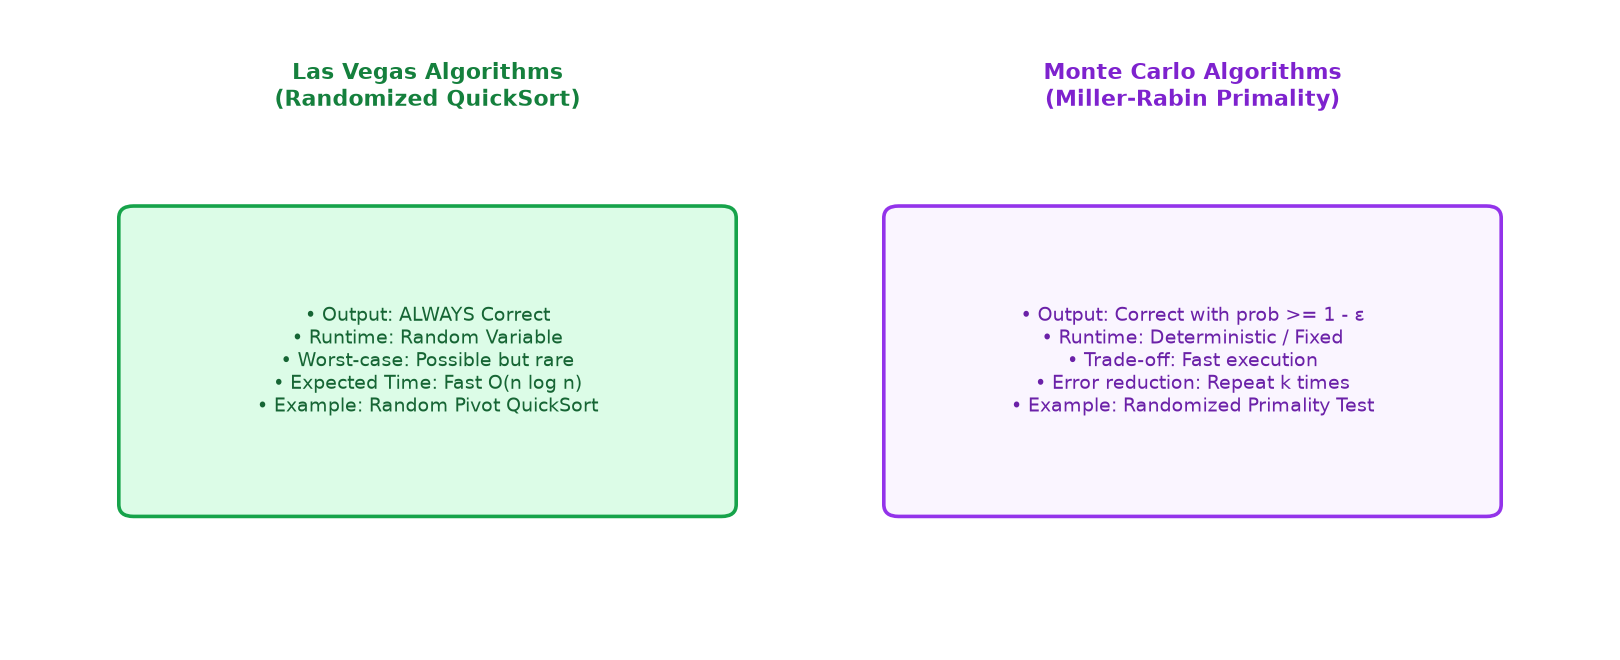 Las Vegas Algorithms
(Randomized QuickSort)
• Output: ALWAYS Correct
• Runtime: Random Variable
• Worst-case: Possible but rare
• Expected Time: Fast O(n log n)
• Example: Random Pivot QuickSort
Monte Carlo Algorithms
(Miller-Rabin Primality)
• Output: Correct with prob >= 1 - ε
• Runtime: Deterministic / Fixed
• Trade-off: Fast execution
• Error reduction: Repeat k times
• Example: Randomized Primality Test